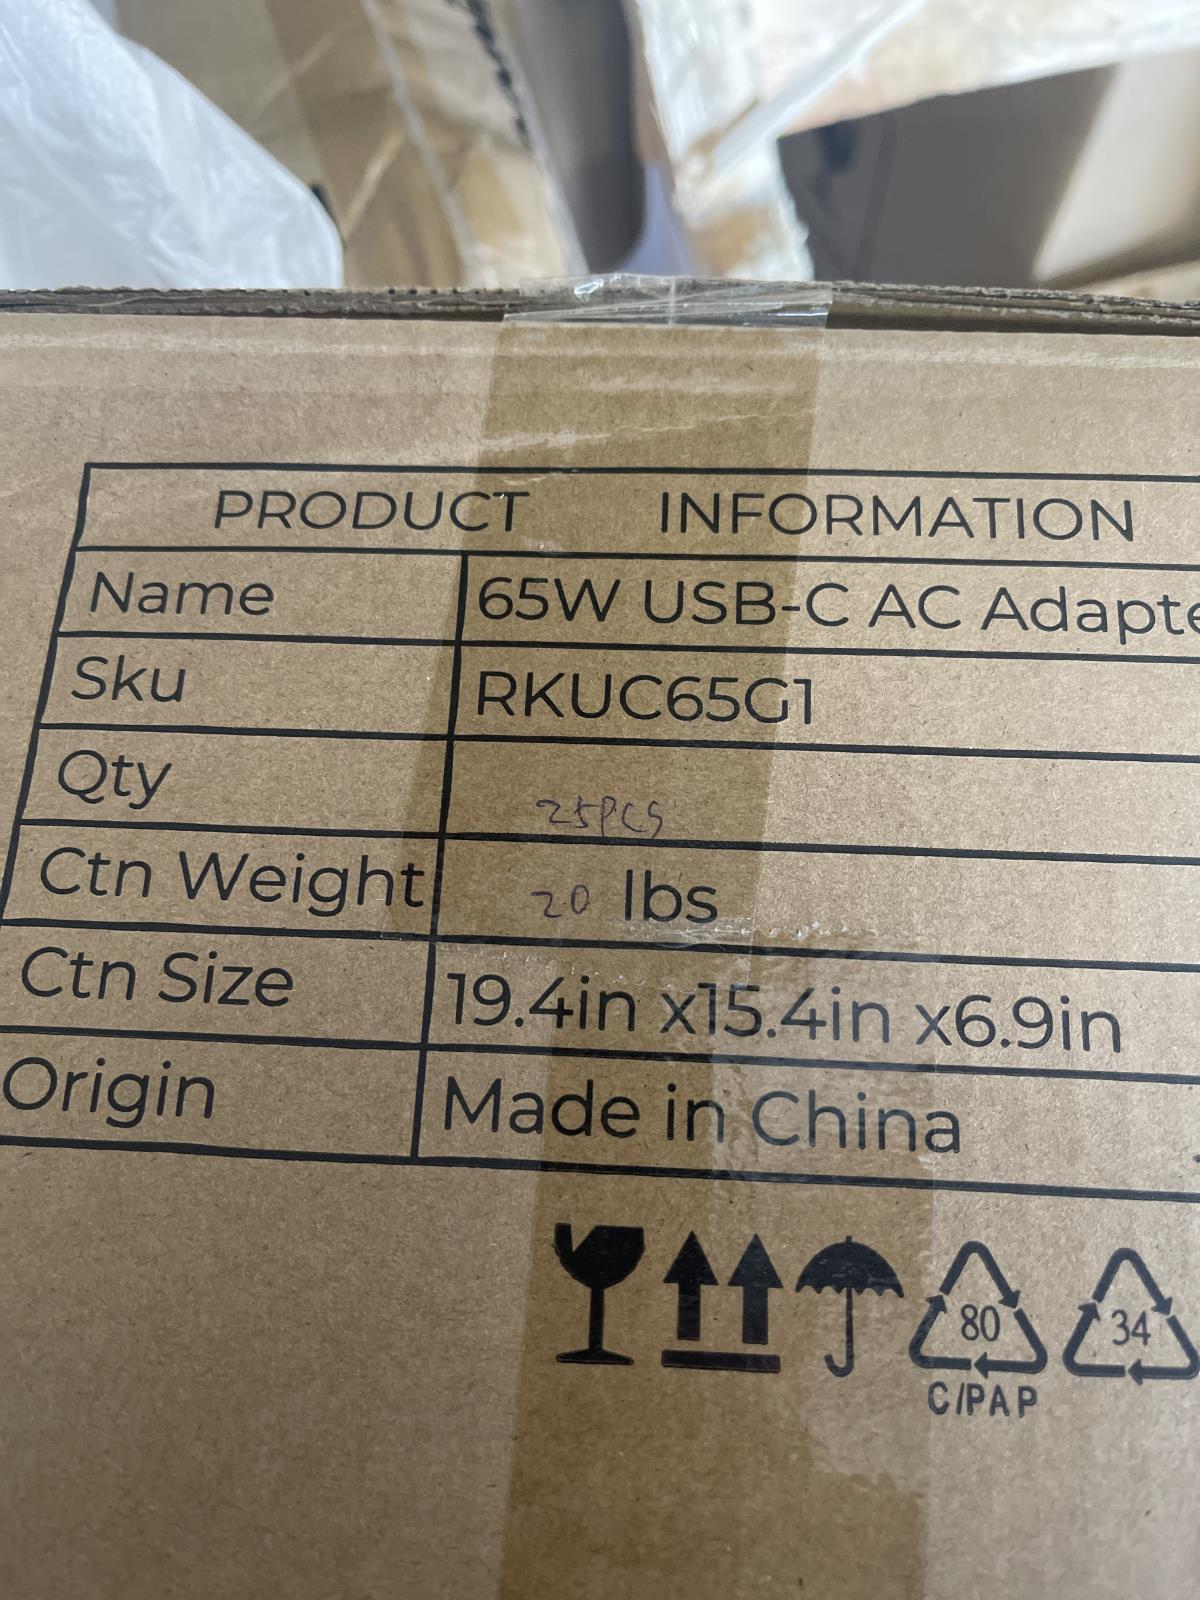 PRODUCT INFORMATION
Name 65W USB-C AC Adapte
Sku RKUC65G1
Qty 25PCS
Ctn Weight 20 lbs
Ctn Size 19.4in x15.4in x6.9in
Origin Made in China
80 34
C/PAP